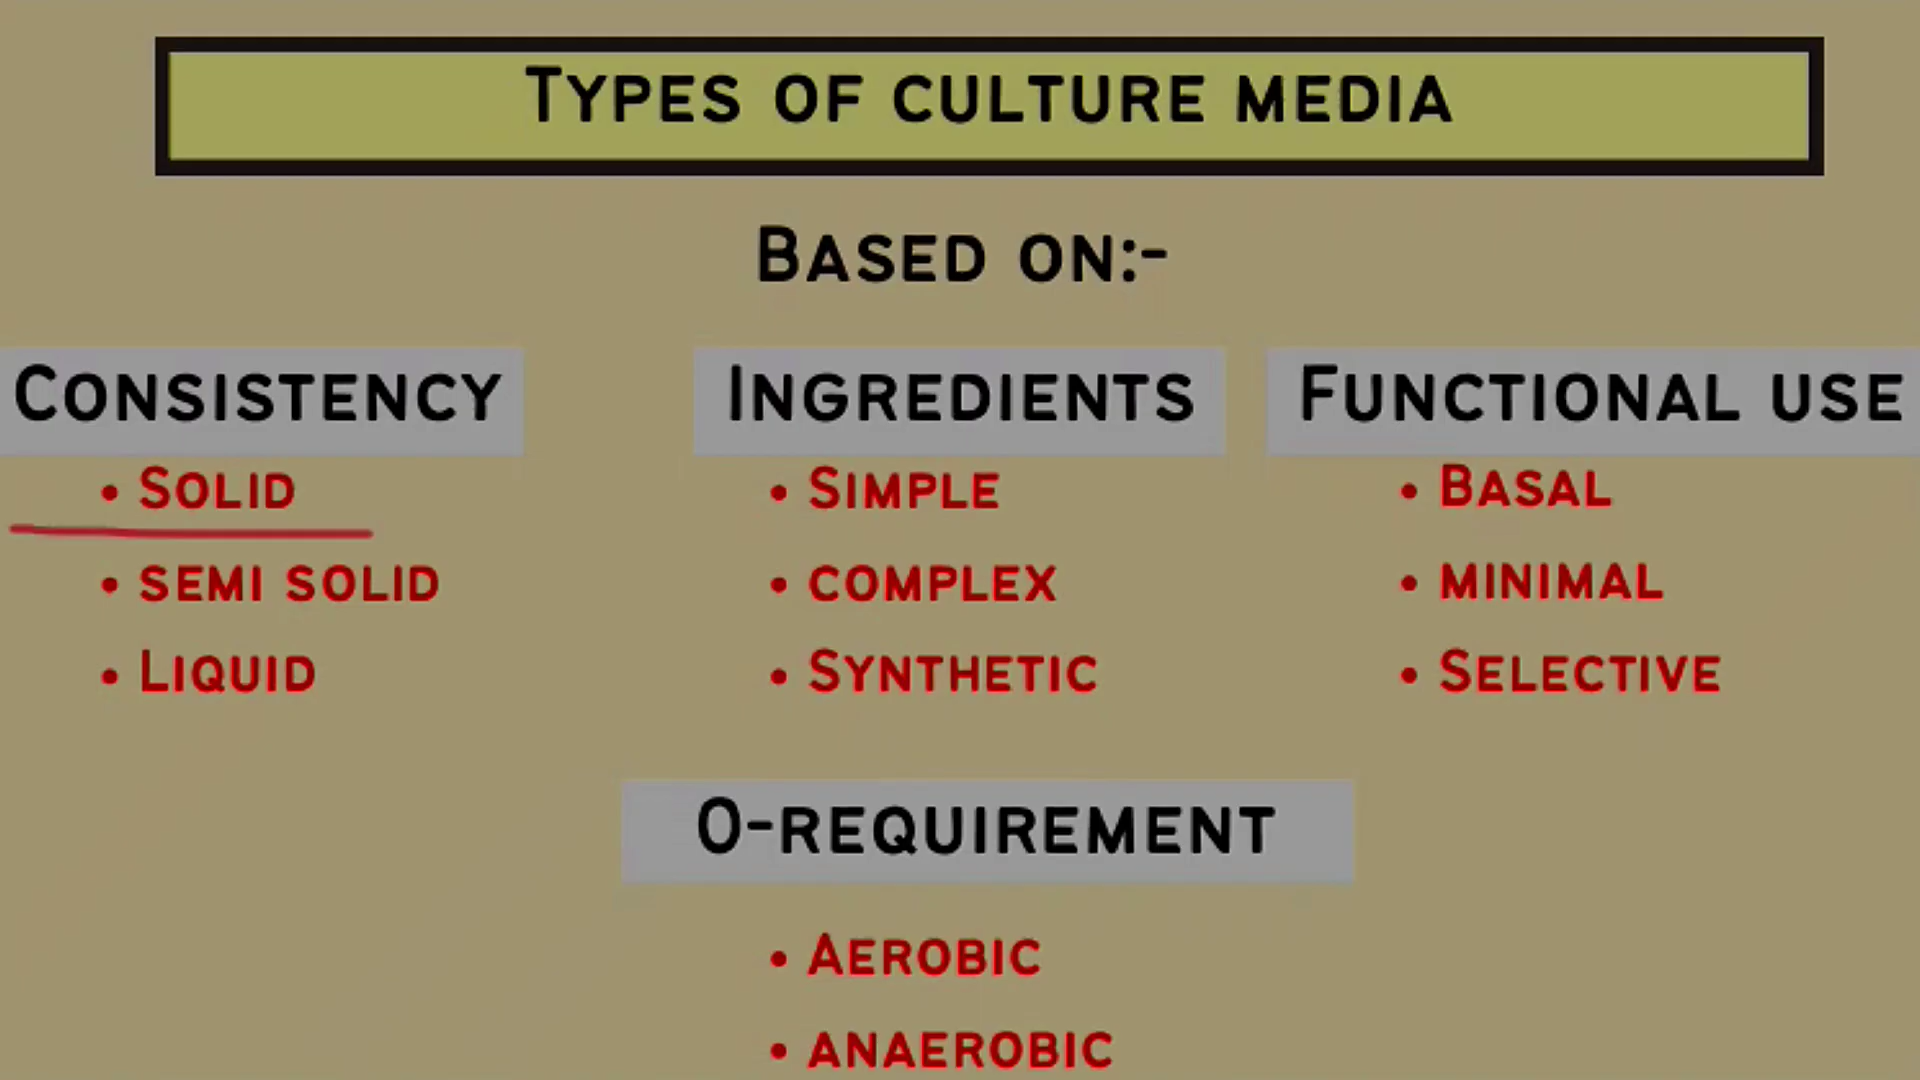 Types of culture media
Based on:-
Consistency
• Solid
• semi solid
• Liquid
Ingredients
• Simple
• complex
• Synthetic
Functional use
• Basal
• minimal
• Selective
O-requirement
• Aerobic
• anaerobic